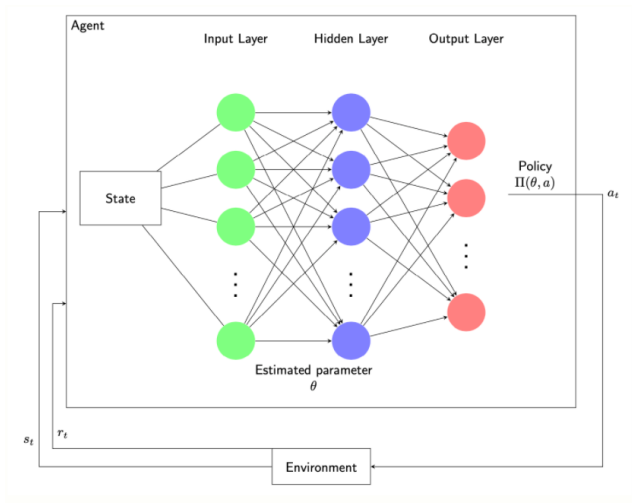 Agent
Input Layer
Hidden Layer
Output Layer
State
Policy
Π(θ, a)
a_t
Estimated parameter
θ
s_t
r_t
Environment